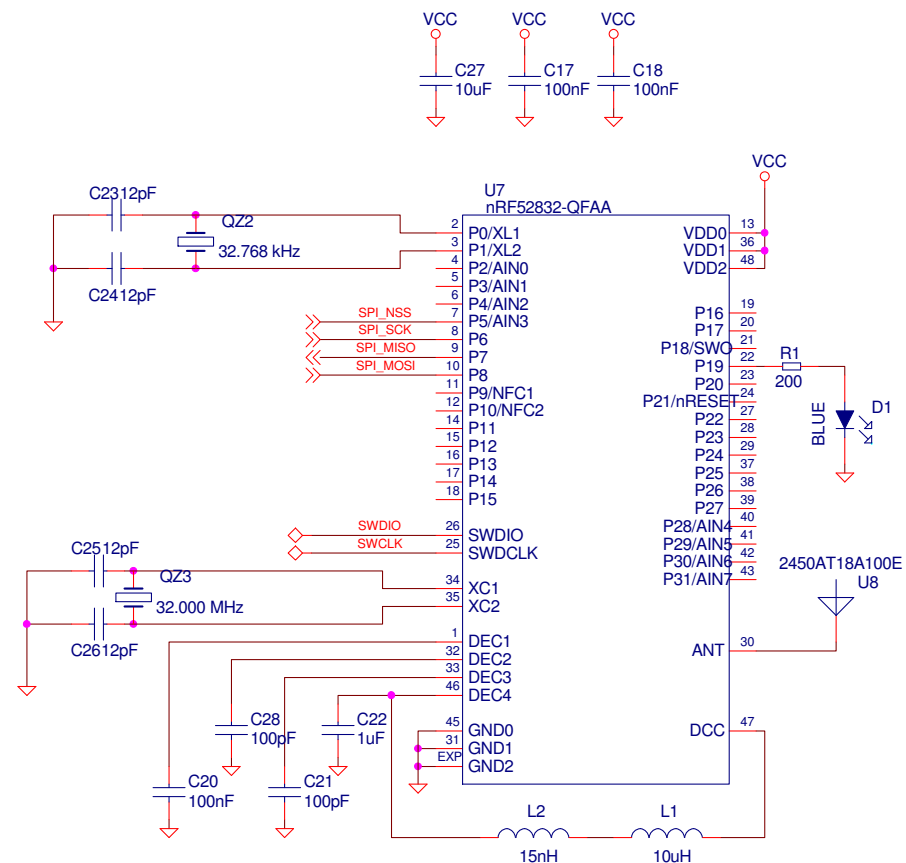 VCC
VCC
VCC
C27
10uF
C17
100nF
C18
100nF
VCC
U7
nRF52832-QFAA
C2312pF
QZ2
32.768 kHz
C2412pF
2 P0/XL1
3 P1/XL2
4 P2/AIN0
5 P3/AIN1
6 P4/AIN2
SPI_NSS 7 P5/AIN3
SPI_SCK 8 P6
SPI_MISO 9 P7
SPI_MOSI 10 P8
11 P9/NFC1
12 P10/NFC2
14 P11
15 P12
16 P13
17 P14
18 P15
SWDIO 26 SWDIO
SWCLK 25 SWDCLK
C2512pF
QZ3
32.000 MHz
C2612pF
34 XC1
35 XC2
1 DEC1
32 DEC2
33 DEC3
46 DEC4
45 GND0
31 GND1
EXP GND2
VDD0 13
VDD1 36
VDD2 48
P16 19
P17 20
P18/SWO 21
P19 22
P20 23
P21/nRESET 24
P22 27
P23 28
P24 29
P25 37
P26 38
P27 39
P28/AIN4 40
P29/AIN5 41
P30/AIN6 42
P31/AIN7 43
ANT 30
DCC 47
R1
200
BLUE
D1
2450AT18A100E
U8
C28
100pF
C22
1uF
C20
100nF
C21
100pF
L2
15nH
L1
10uH